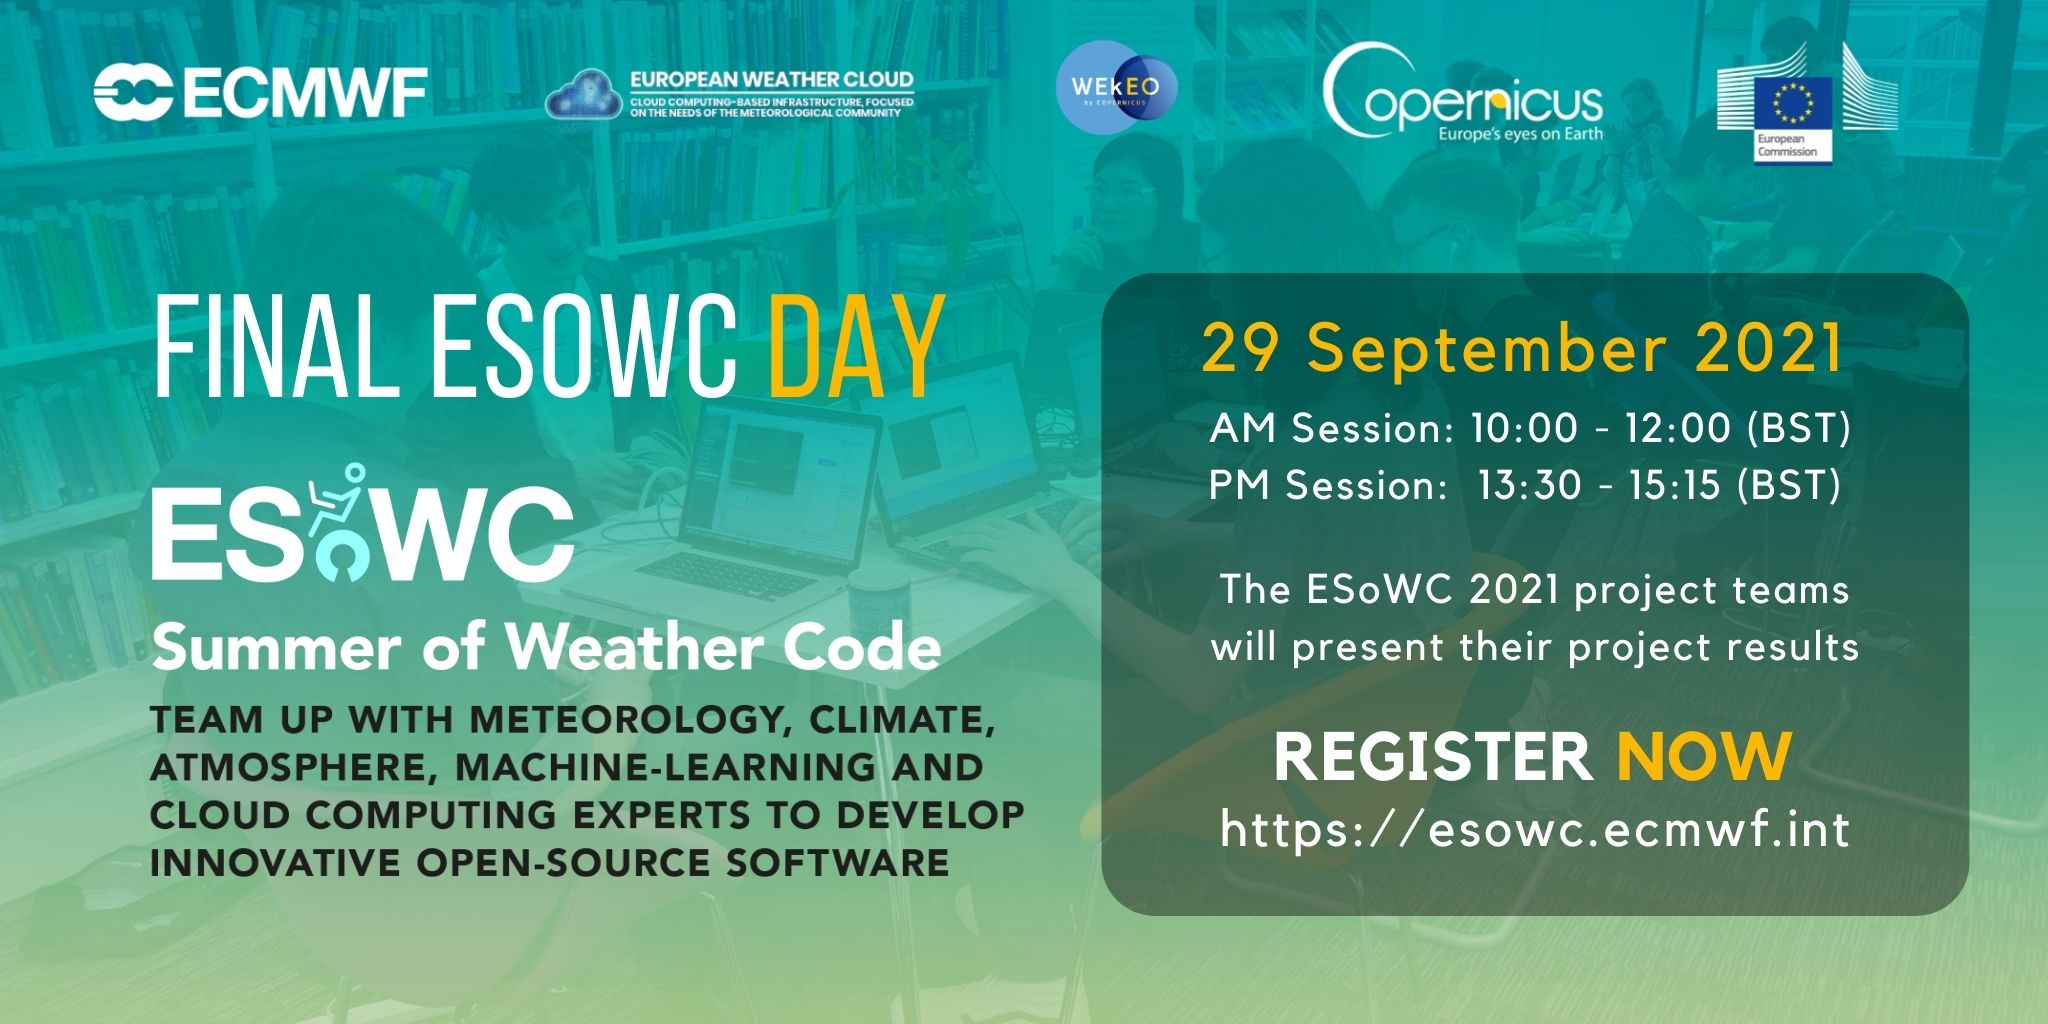 ECMWF
EUROPEAN WEATHER CLOUD
CLOUD COMPUTING-BASED INFRASTRUCTURE, FOCUSED
ON THE NEEDS OF THE METEOROLOGICAL COMMUNITY
WEkEO
by COPERNICUS
Copernicus
Europe's eyes on Earth
European
Commission
FINAL ESOWC DAY
ESoWC
Summer of Weather Code
TEAM UP WITH METEOROLOGY, CLIMATE,
ATMOSPHERE, MACHINE-LEARNING AND
CLOUD COMPUTING EXPERTS TO DEVELOP
INNOVATIVE OPEN-SOURCE SOFTWARE
29 September 2021
AM Session: 10:00 - 12:00 (BST)
PM Session: 13:30 - 15:15 (BST)
The ESoWC 2021 project teams
will present their project results
REGISTER NOW
https://esowc.ecmwf.int